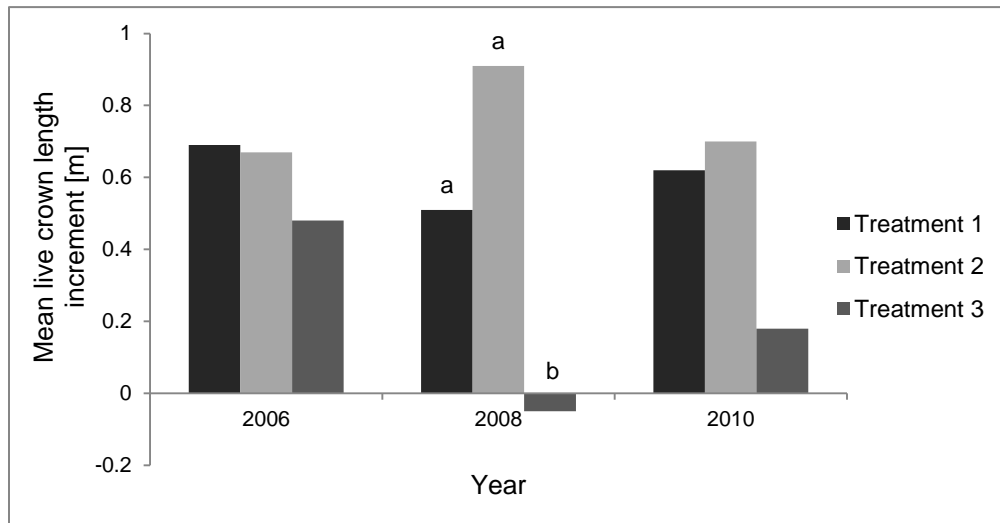 Mean live crown length
increment [m]
1
0.8
0.6
0.4
0.2
0
-0.2
a
a
b
2006
2008
2010
Year
Treatment 1
Treatment 2
Treatment 3